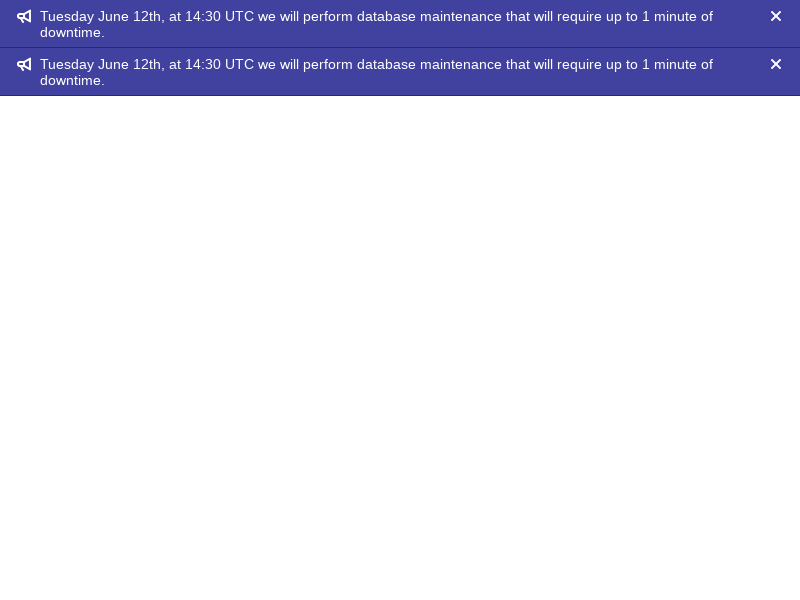 Tuesday June 12th, at 14:30 UTC we will perform database maintenance that will require up to 1 minute of
downtime.
Tuesday June 12th, at 14:30 UTC we will perform database maintenance that will require up to 1 minute of
downtime.